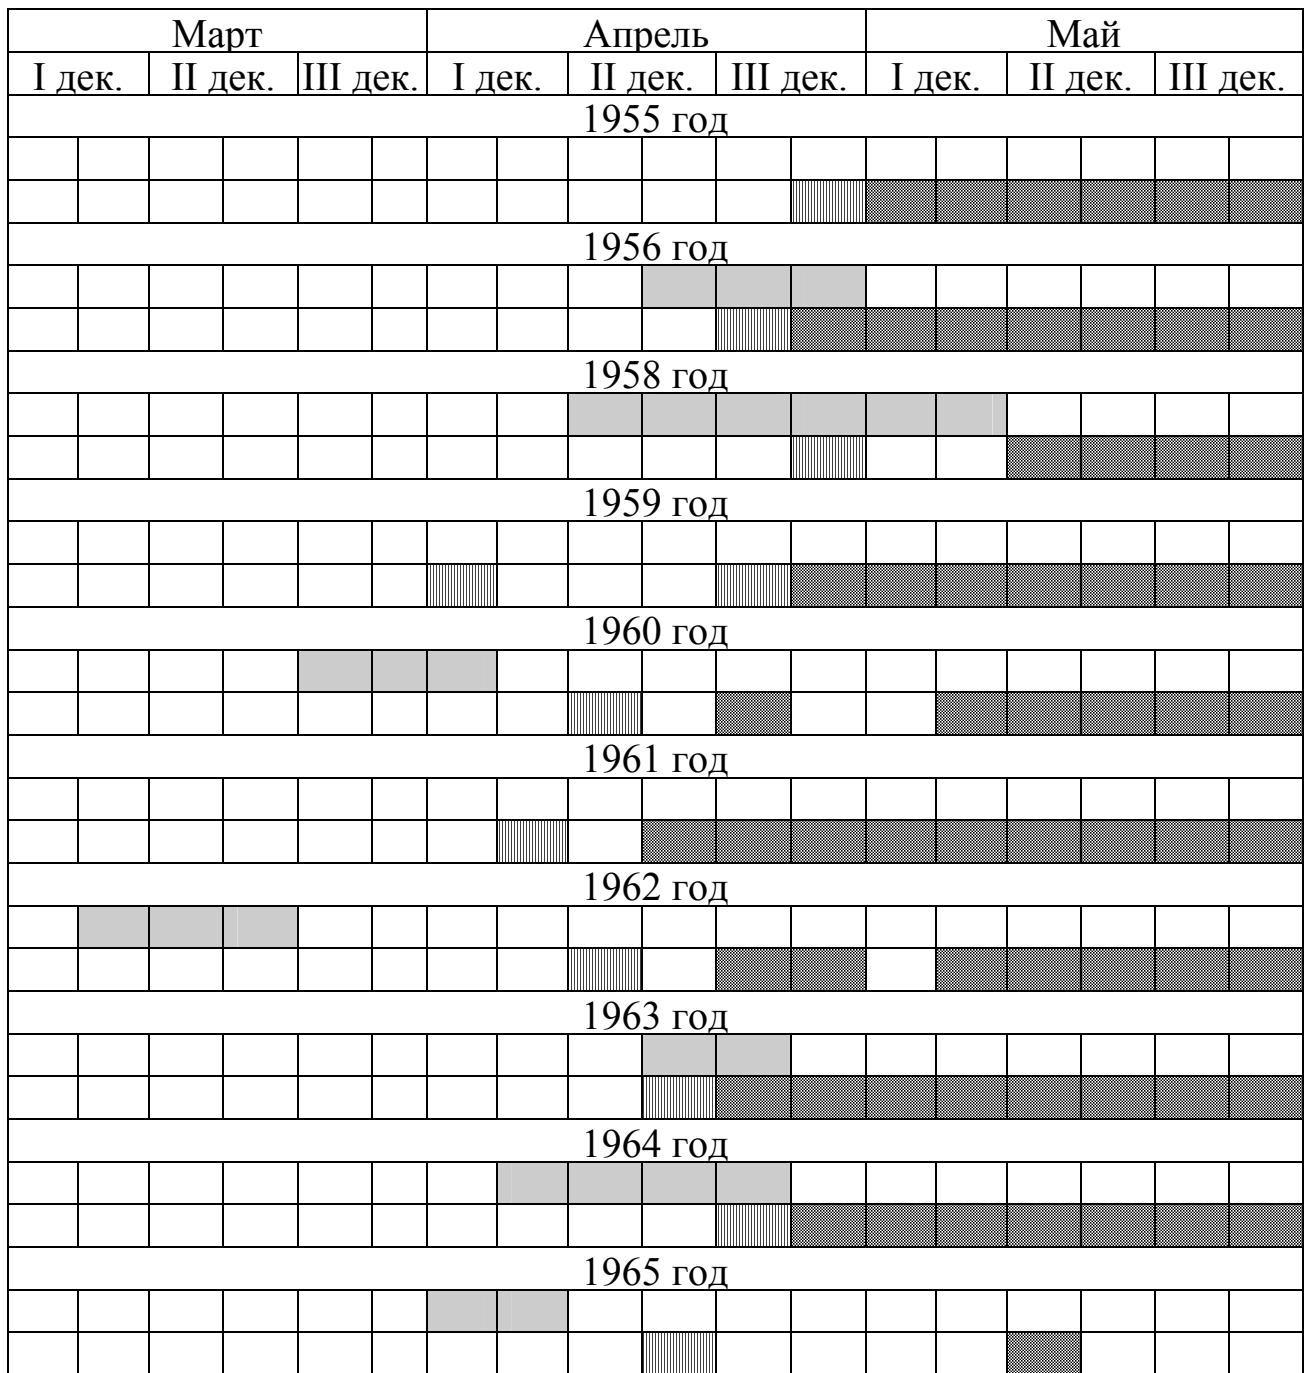 Март Апрель Май
I дек. II дек. III дек. I дек. II дек. III дек. I дек. II дек. III дек.
1955 год
1956 год
1958 год
1959 год
1960 год
1961 год
1962 год
1963 год
1964 год
1965 год